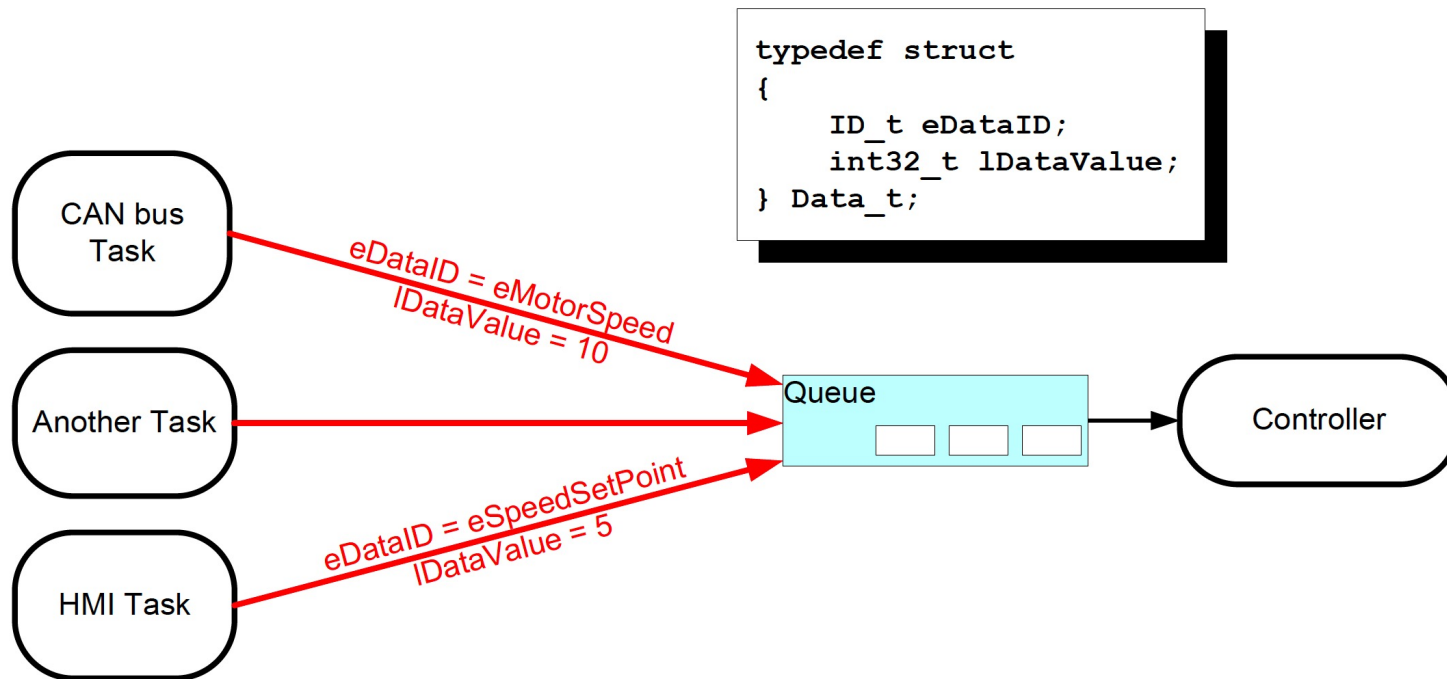 typedef struct
{
ID_t eDataID;
int32_t lDataValue;
} Data_t;
CAN bus
Task
eDataID = eMotorSpeed
lDataValue = 10
Another Task
Queue
Controller
eDataID = eSpeedSetPoint
lDataValue = 5
HMI Task